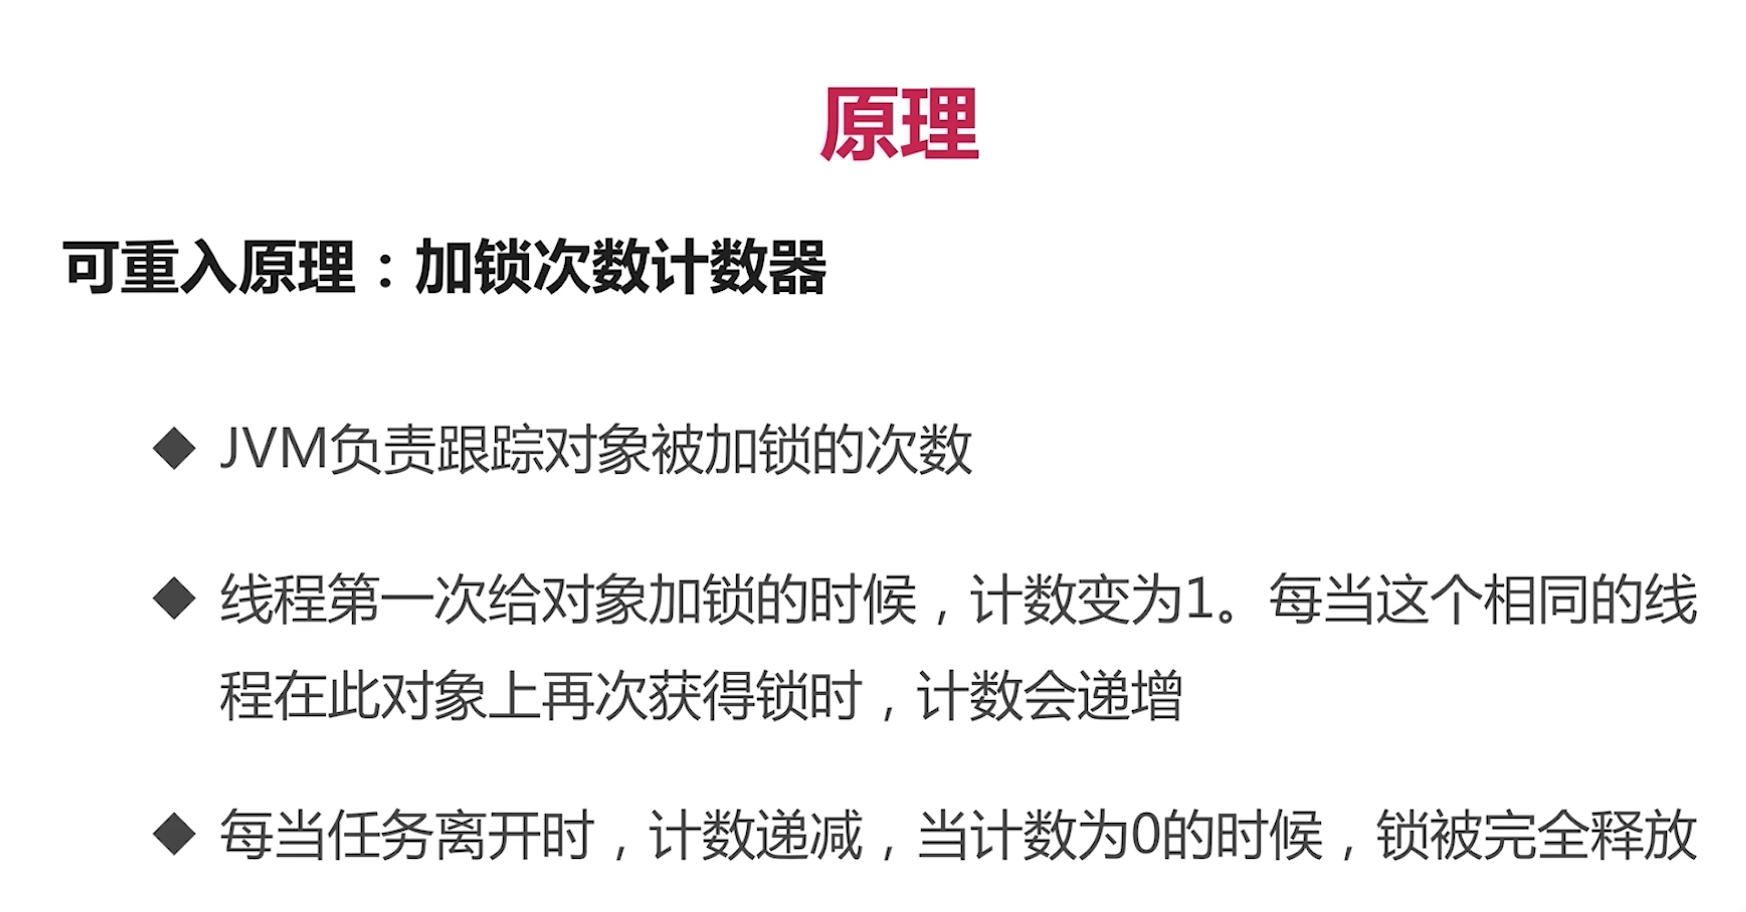 原理
可重入原理：加锁次数计数器
◆ JVM负责跟踪对象被加锁的次数
◆ 线程第一次给对象加锁的时候，计数变为1。每当这个相同的线
程在此对象上再次获得锁时，计数会递增
◆ 每当任务离开时，计数递减，当计数为0的时候，锁被完全释放